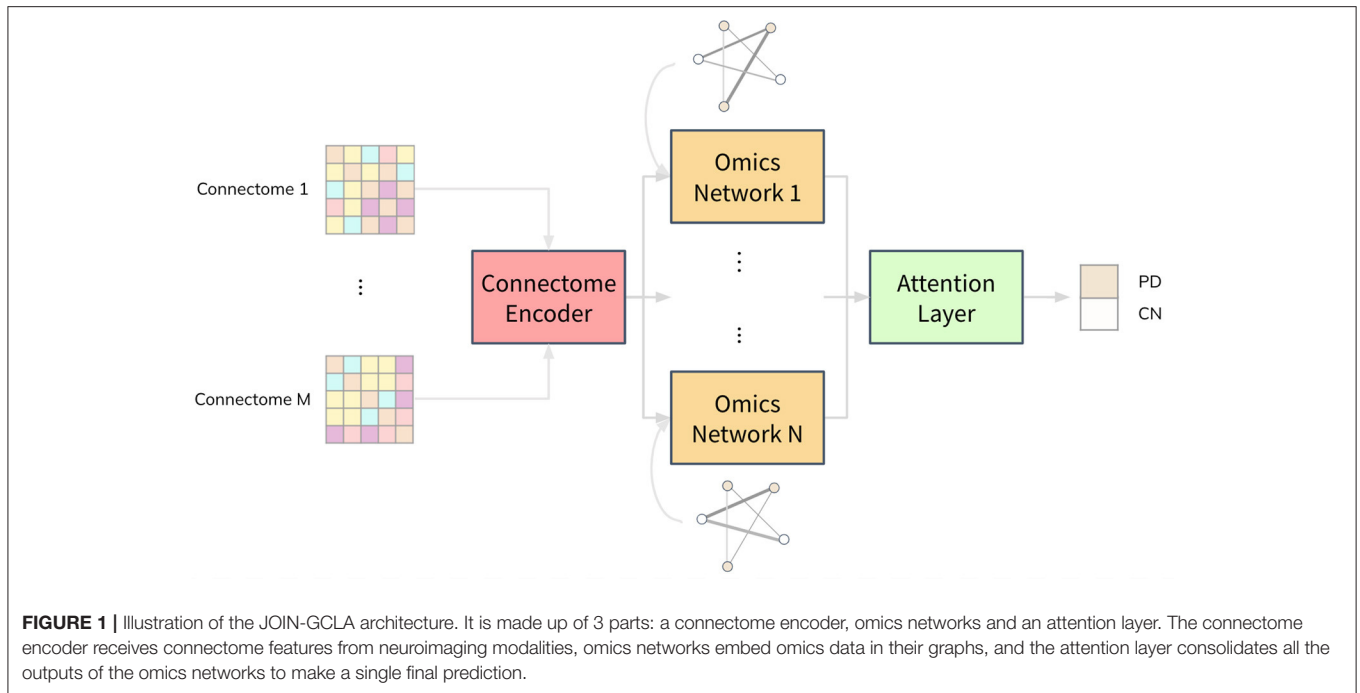 Connectome 1
⋮
Connectome M
Connectome
Encoder
Omics
Network 1
⋮
⋮
Omics
Network N
Attention
Layer
PD
CN
FIGURE 1 | Illustration of the JOIN-GCLA architecture. It is made up of 3 parts: a connectome encoder, omics networks and an attention layer. The connectome
encoder receives connectome features from neuroimaging modalities, omics networks embed omics data in their graphs, and the attention layer consolidates all the
outputs of the omics networks to make a single final prediction.